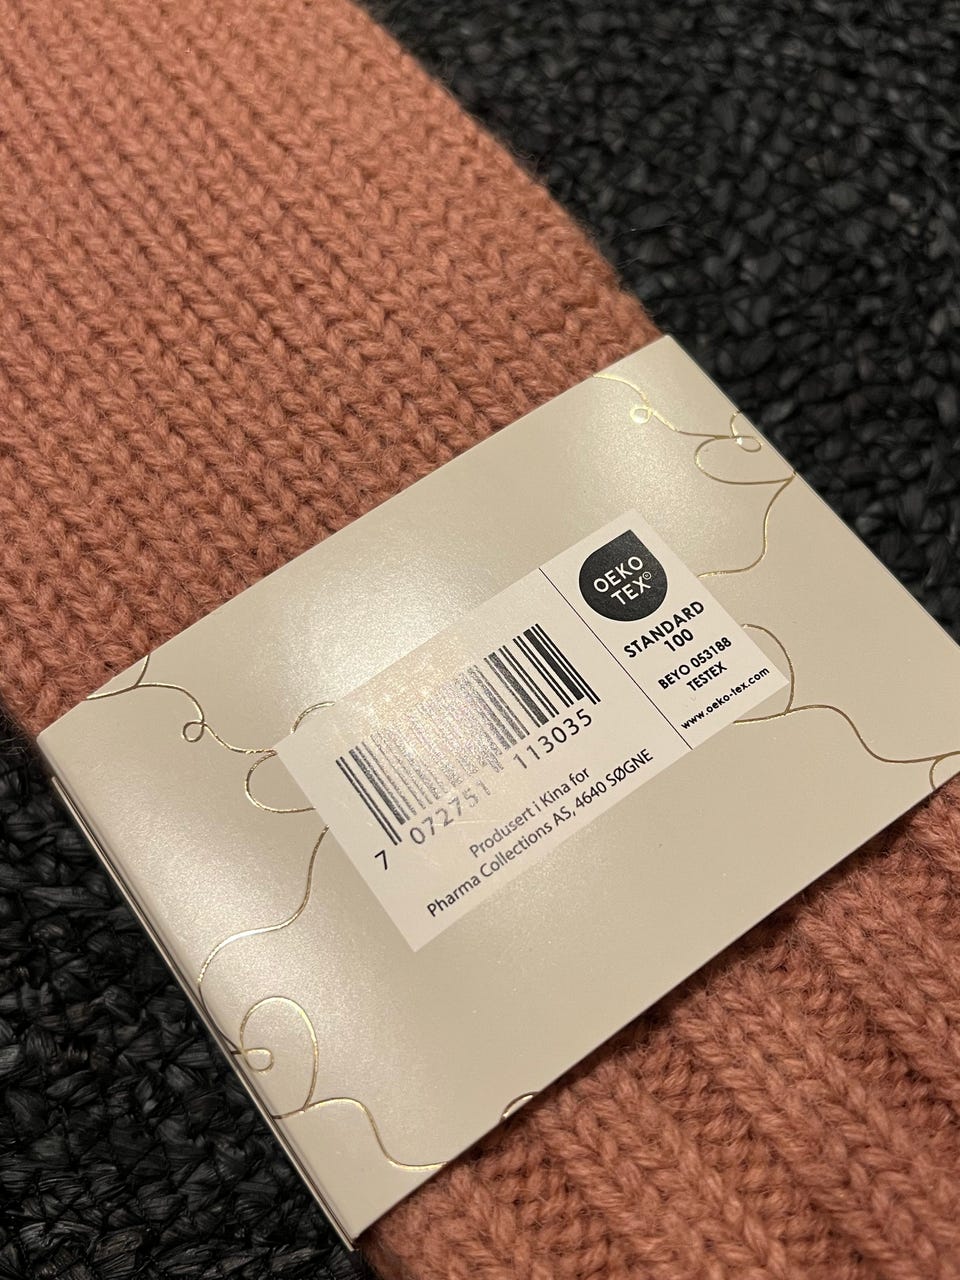 OEKO
TEX®
STANDARD
100
BEYO 053188
TESTEX
www.oeko-tex.com
7 072751 113035
Produsert i Kina for
Pharma Collections AS, 4640 SØGNE